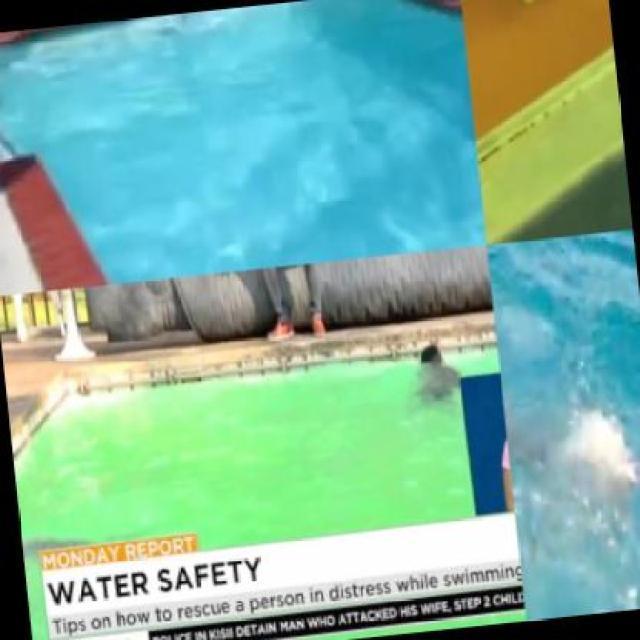 MONDAY REPORT
WATER SAFETY
Tips on how to rescue a person in distress while swimming
POLICE IN KISII DETAIN MAN WHO ATTACKED HIS WIFE, STEP 2 CHILD